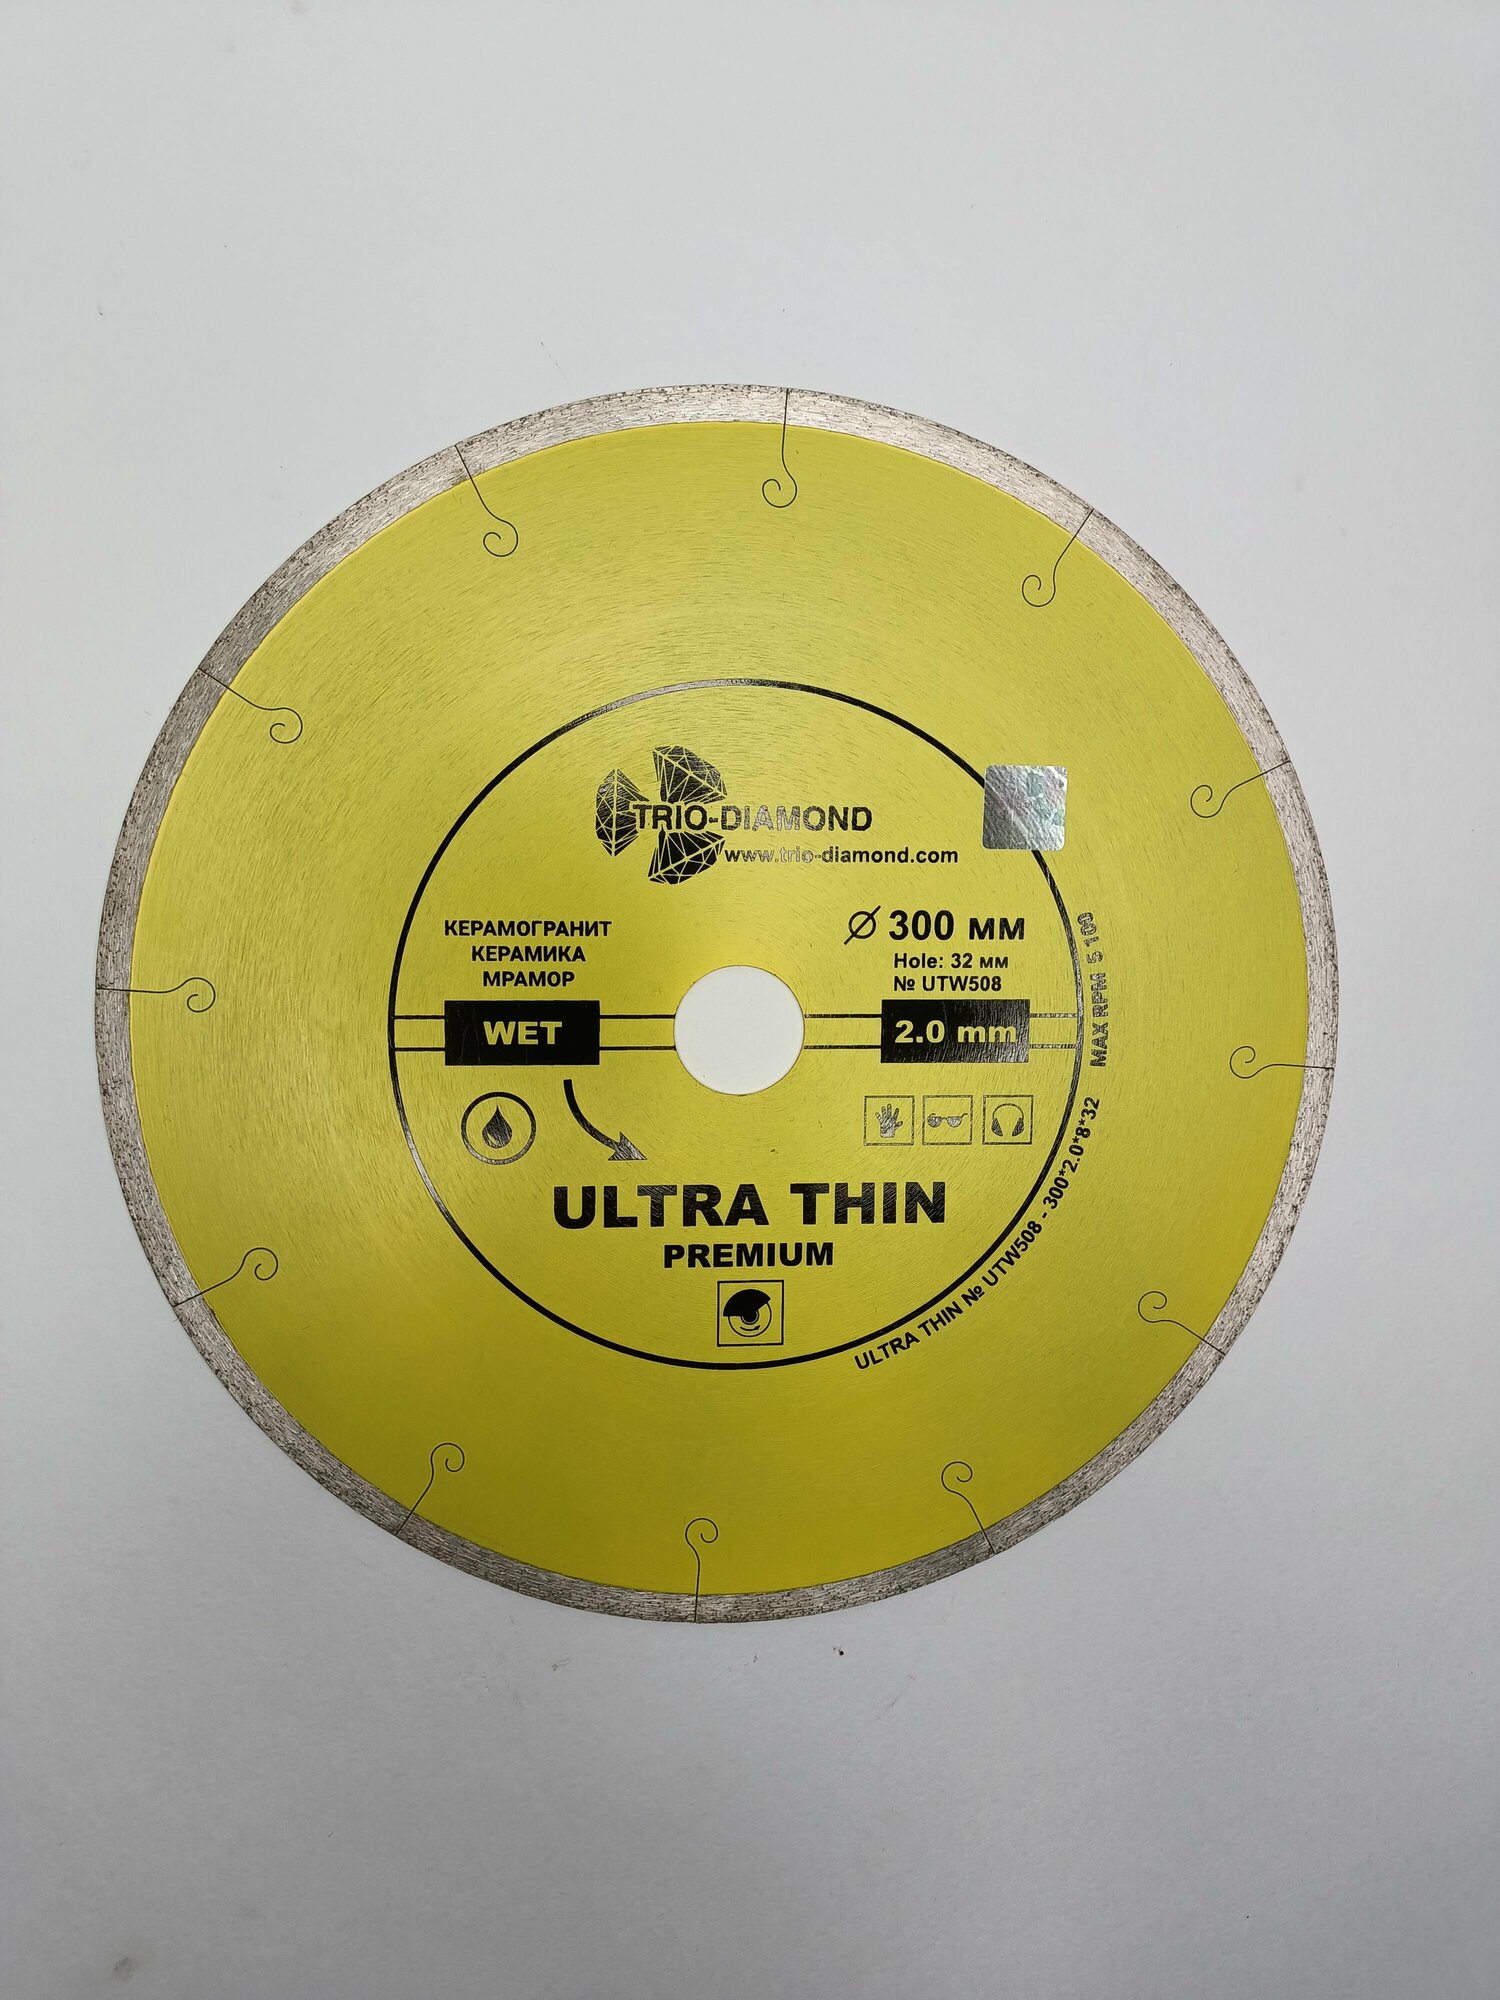 TRIO-DIAMOND
www.trio-diamond.com
КЕРАМОГРАНИТ
КЕРАМИКА
МРАМОР
WET
Ø 300 мм
Hole: 32 мм
№ UTW508
2.0 mm
ULTRA THIN
PREMIUM
ULTRA THIN № UTW508 - 300*2.0*8*32 MAX RPM 5 100